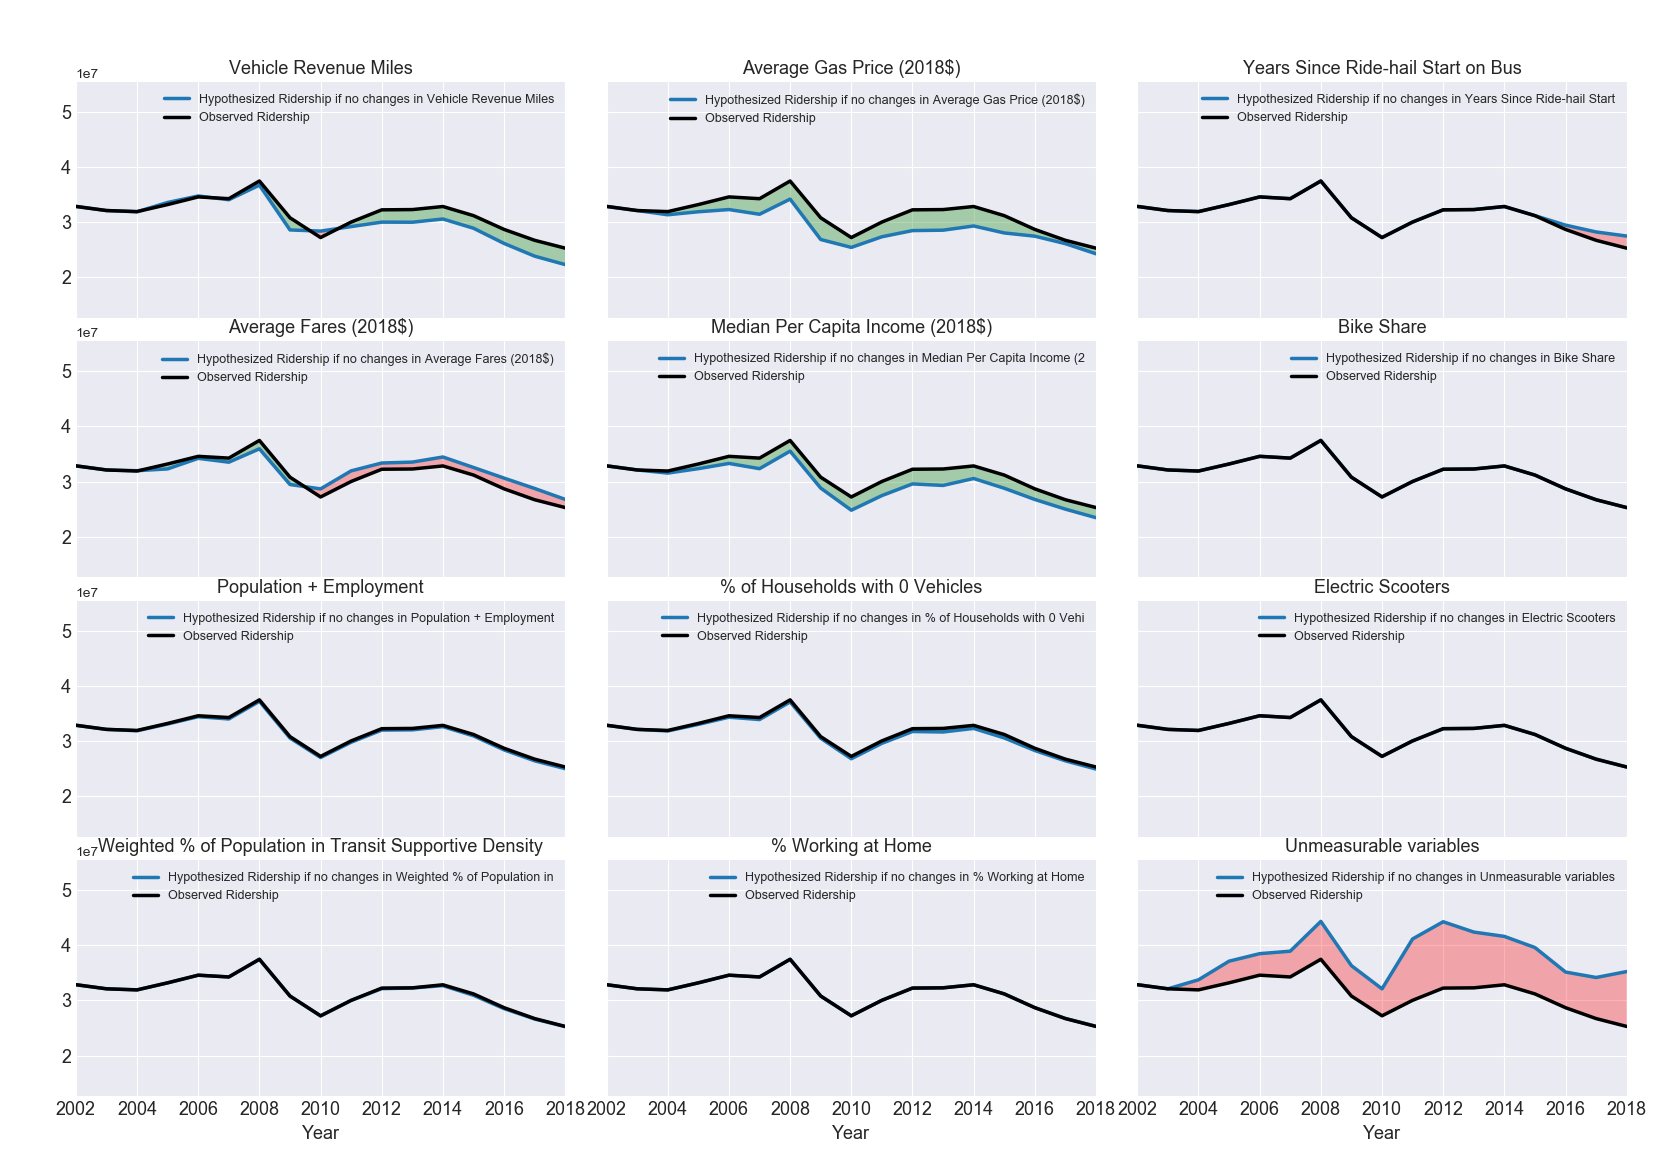 Vehicle Revenue Miles
1e7
Hypothesized Ridership if no changes in Vehicle Revenue Miles
Observed Ridership
5
4
3
2
Average Gas Price (2018$)
Hypothesized Ridership if no changes in Average Gas Price (2018$)
Observed Ridership
Years Since Ride-hail Start on Bus
Hypothesized Ridership if no changes in Years Since Ride-hail Start
Observed Ridership
Average Fares (2018$)
1e7
Hypothesized Ridership if no changes in Average Fares (2018$)
Observed Ridership
5
4
3
2
Median Per Capita Income (2018$)
Hypothesized Ridership if no changes in Median Per Capita Income (2
Observed Ridership
Bike Share
Hypothesized Ridership if no changes in Bike Share
Observed Ridership
Population + Employment
1e7
Hypothesized Ridership if no changes in Population + Employment
Observed Ridership
5
4
3
2
% of Households with 0 Vehicles
Hypothesized Ridership if no changes in % of Households with 0 Vehi
Observed Ridership
Electric Scooters
Hypothesized Ridership if no changes in Electric Scooters
Observed Ridership
Weighted % of Population in Transit Supportive Density
1e7
Hypothesized Ridership if no changes in Weighted % of Population in
Observed Ridership
5
4
3
2
2002 2004 2006 2008 2010 2012 2014 2016 2018
Year
% Working at Home
Hypothesized Ridership if no changes in % Working at Home
Observed Ridership
2002 2004 2006 2008 2010 2012 2014 2016 2018
Year
Unmeasurable variables
Hypothesized Ridership if no changes in Unmeasurable variables
Observed Ridership
2002 2004 2006 2008 2010 2012 2014 2016 2018
Year